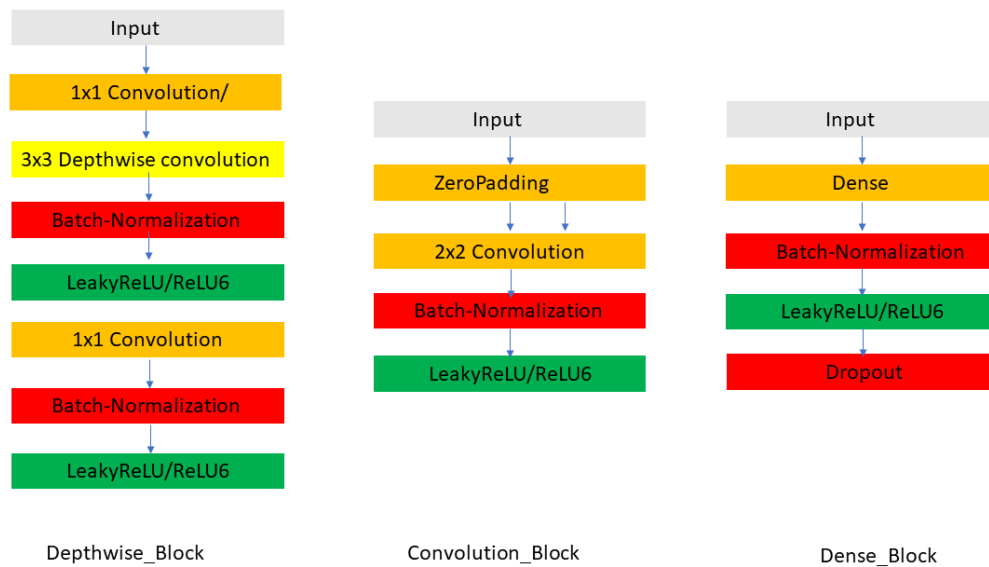 Input
1x1 Convolution/
3x3 Depthwise convolution
Batch-Normalization
LeakyReLU/ReLU6
1x1 Convolution
Batch-Normalization
LeakyReLU/ReLU6
Depthwise_Block
Input
ZeroPadding
2x2 Convolution
Batch-Normalization
LeakyReLU/ReLU6
Convolution_Block
Input
Dense
Batch-Normalization
LeakyReLU/ReLU6
Dropout
Dense_Block